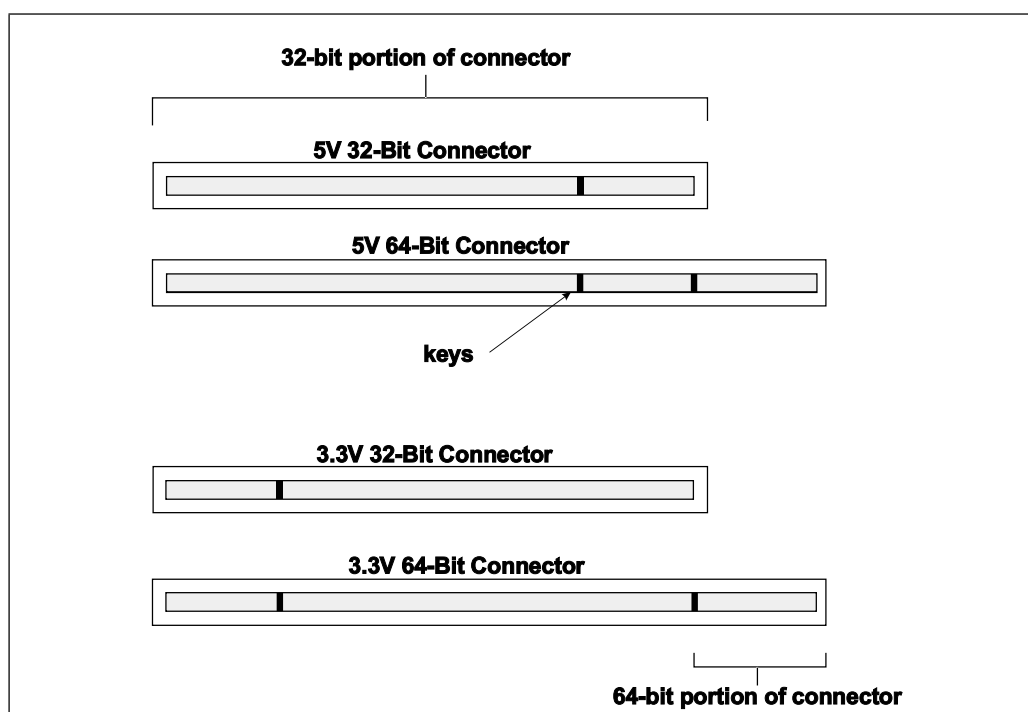 32-bit portion of connector
5V 32-Bit Connector
5V 64-Bit Connector
keys
3.3V 32-Bit Connector
3.3V 64-Bit Connector
64-bit portion of connector